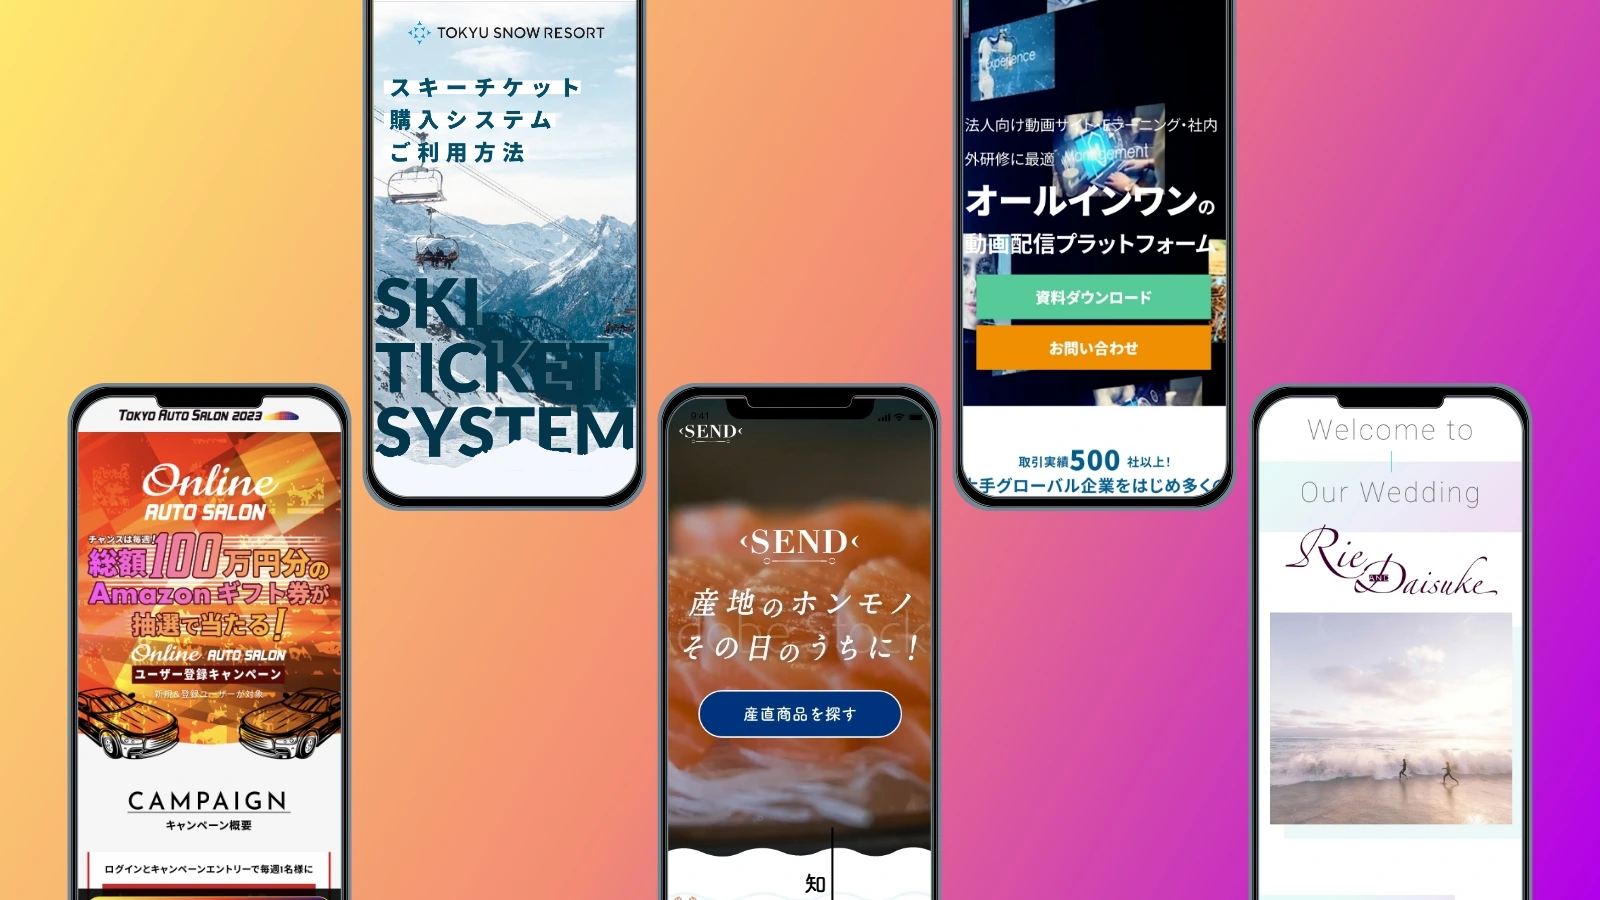 TOKYO AUTO SALON 2023
Online
AUTO SALON
チャンスは毎週!
総額100万円分の
Amazonギフト券が
抽選で当たる!
Online AUTO SALON
ユーザー登録キャンペーン
新規&登録ユーザーが対象
CAMPAIGN
キャンペーン概要
ログインとキャンペーンエントリーで毎週1名様に
TOKYU SNOW RESORT
スキーチケット
購入システム
ご利用方法
SKI
TICKET
SYSTEM
9:41
‹SEND›
‹SEND›
産地のホンモノ
その日のうちに!
産直商品を探す
知
Experience
法人向け動画サイト・Eラーニング・社内
外研修に最適
Management
オールインワンの
動画配信プラットフォーム
資料ダウンロード
お問い合わせ
取引実績500 社以上!
大手グローバル企業をはじめ多くの
Welcome to
Our Wedding
Rie AND Daisuke